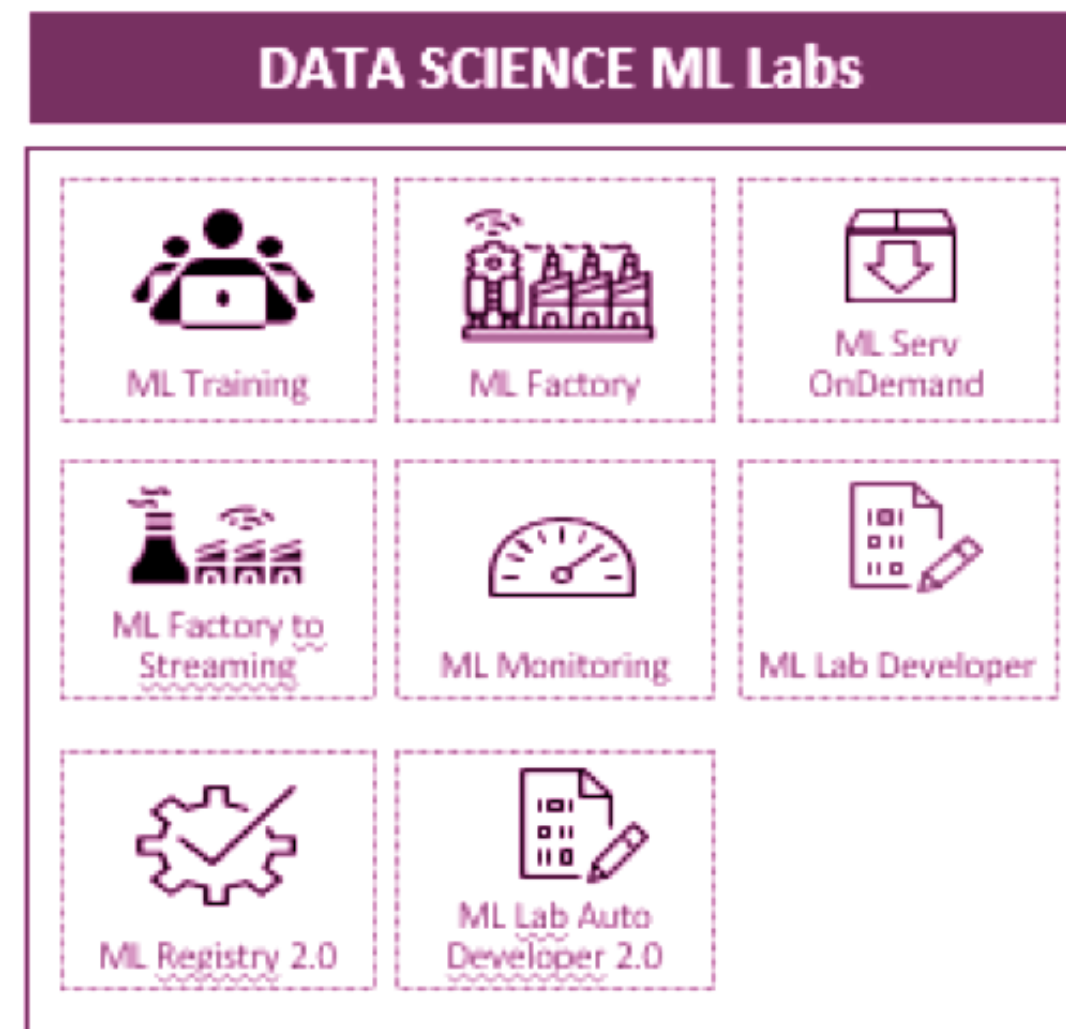 DATA SCIENCE ML Labs
ML Training
ML Factory
ML Serv
OnDemand
ML Factory to
Streaming
ML Monitoring
ML Lab Developer
ML Registry 2.0
ML Lab Auto
Developer 2.0